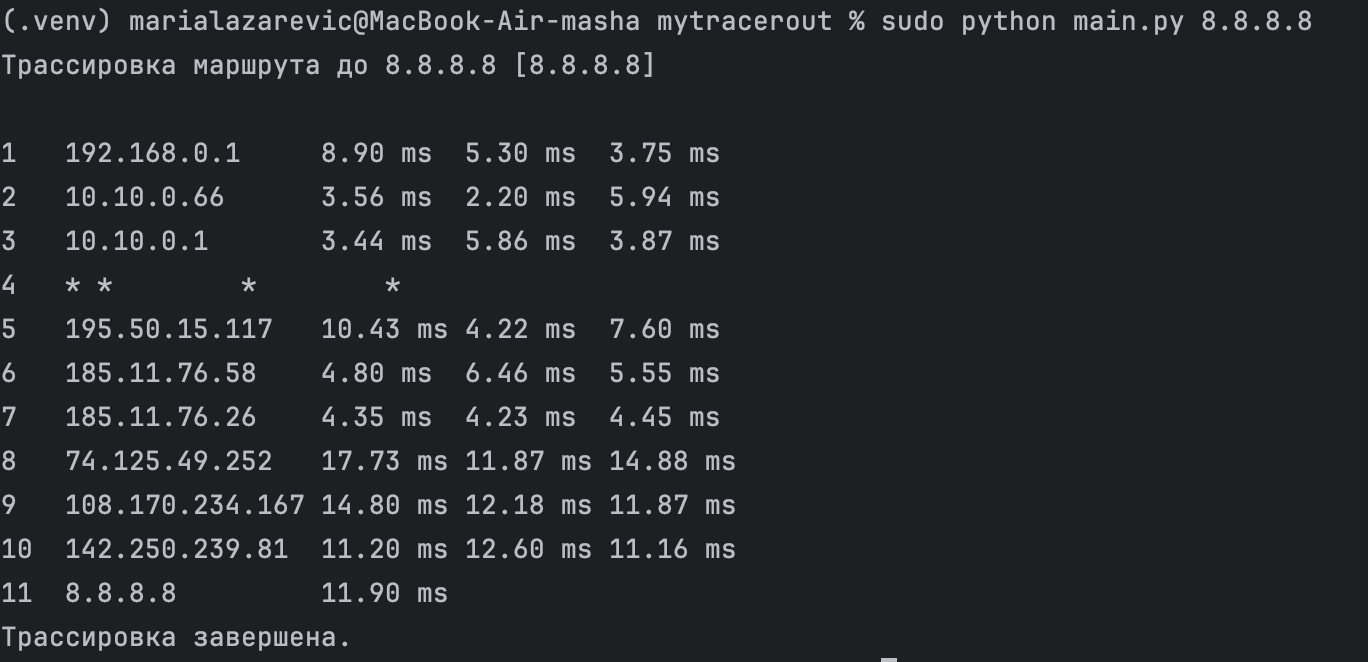 (.venv) marialazarevic@MacBook-Air-masha mytracerout % sudo python main.py 8.8.8.8
Трассировка маршрута до 8.8.8.8 [8.8.8.8]
1   192.168.0.1     8.90 ms  5.30 ms  3.75 ms
2   10.10.0.66      3.56 ms  2.20 ms  5.94 ms
3   10.10.0.1       3.44 ms  5.86 ms  3.87 ms
4   * *        *        *
5   195.50.15.117   10.43 ms 4.22 ms  7.60 ms
6   185.11.76.58    4.80 ms  6.46 ms  5.55 ms
7   185.11.76.26    4.35 ms  4.23 ms  4.45 ms
8   74.125.49.252   17.73 ms 11.87 ms 14.88 ms
9   108.170.234.167 14.80 ms 12.18 ms 11.87 ms
10  142.250.239.81  11.20 ms 12.60 ms 11.16 ms
11  8.8.8.8         11.90 ms
Трассировка завершена.